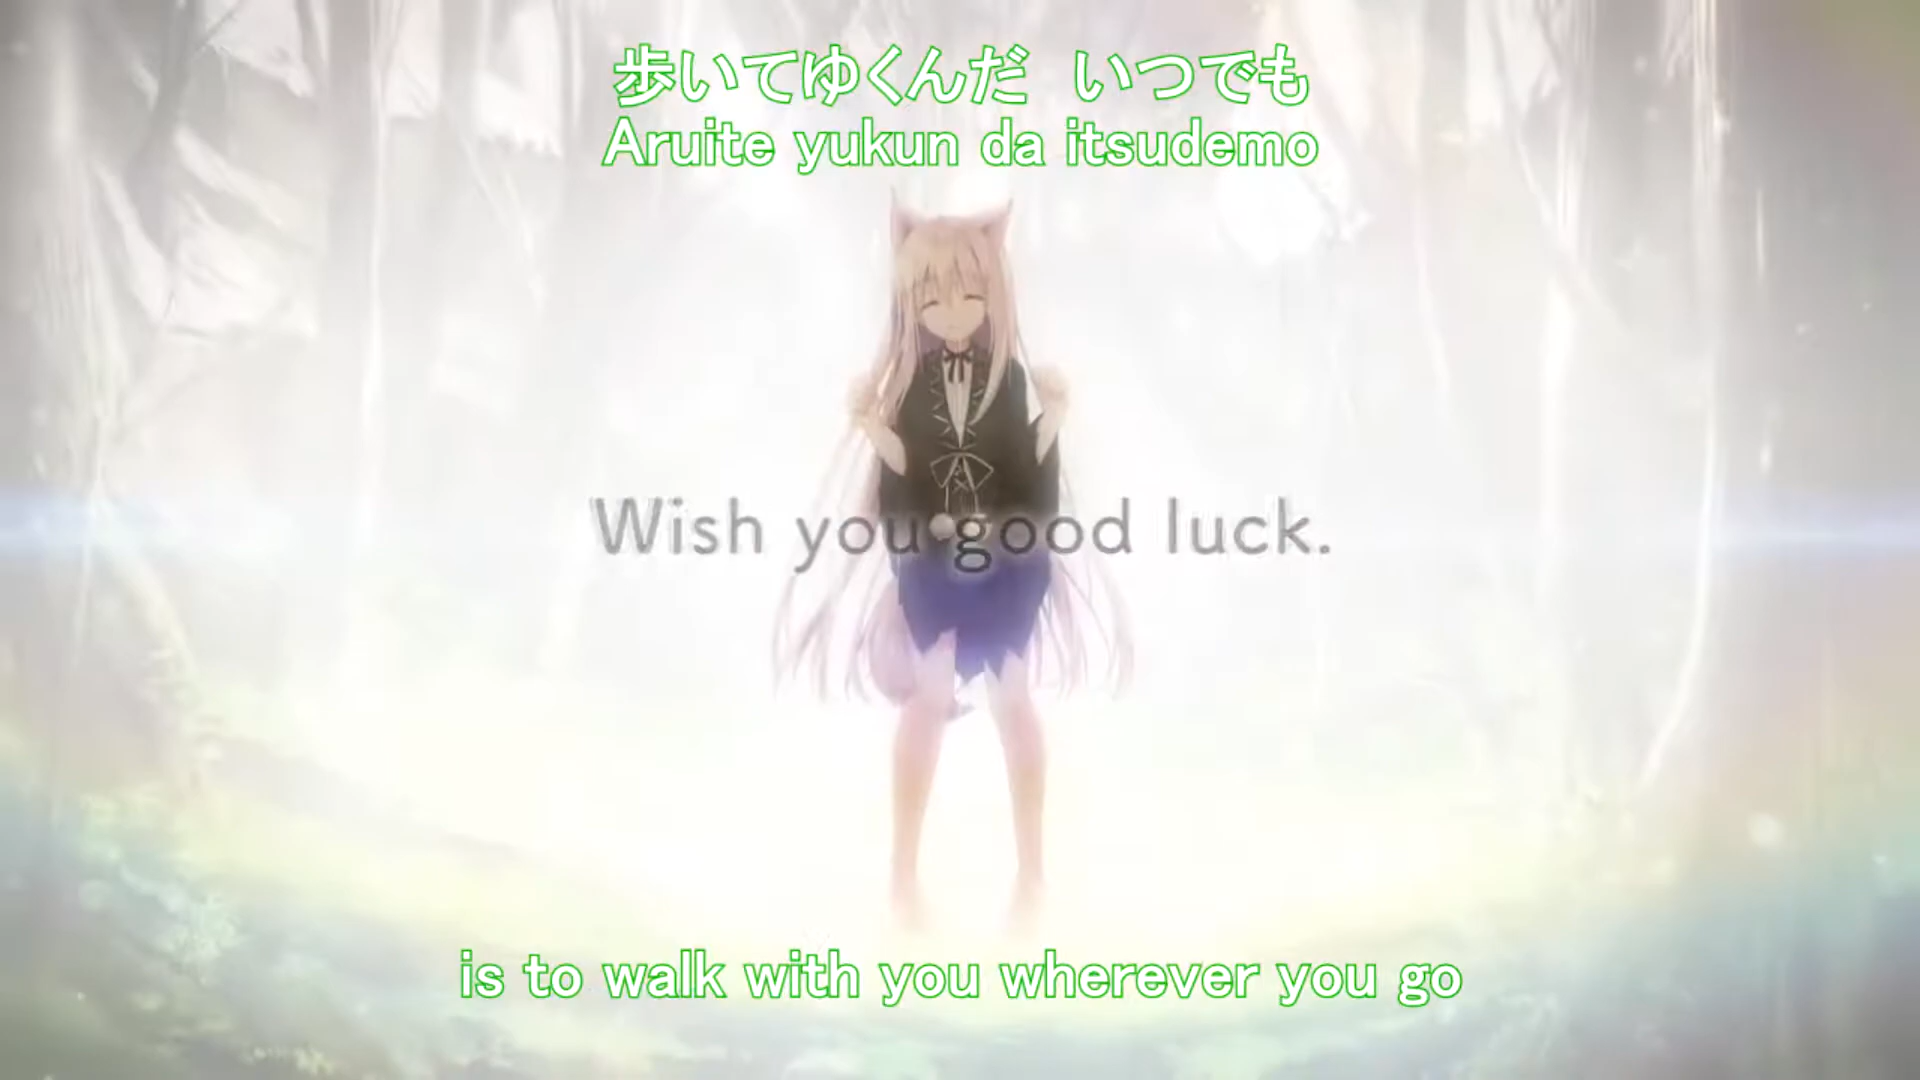 歩いてゆくんだ　いつでも
Aruite yukun da itsudemo
Wish you good luck.
is to walk with you wherever you go